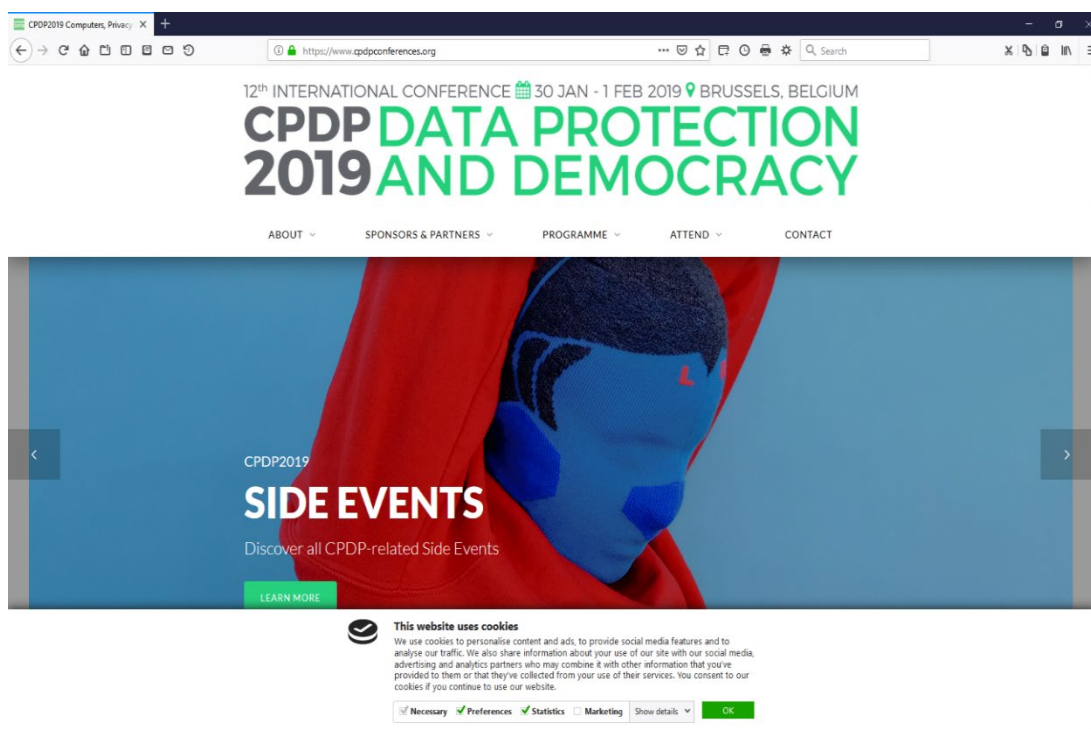 CPDP2019 Computers, Privacy
https://www.cpdpconferences.org
Search
12th INTERNATIONAL CONFERENCE 30 JAN - 1 FEB 2019 BRUSSELS, BELGIUM
CPDP DATA PROTECTION
2019 AND DEMOCRACY
ABOUT SPONSORS & PARTNERS PROGRAMME ATTEND CONTACT
L
CPDP2019
SIDE EVENTS
Discover all CPDP-related Side Events
LEARN MORE
This website uses cookies
We use cookies to personalise content and ads, to provide social media features and to
analyse our traffic. We also share information about your use of our site with our social media,
advertising and analytics partners who may combine it with other information that you've
provided to them or that they've collected from your use of their services. You consent to our
cookies if you continue to use our website.
Necessary Preferences Statistics Marketing Show details OK